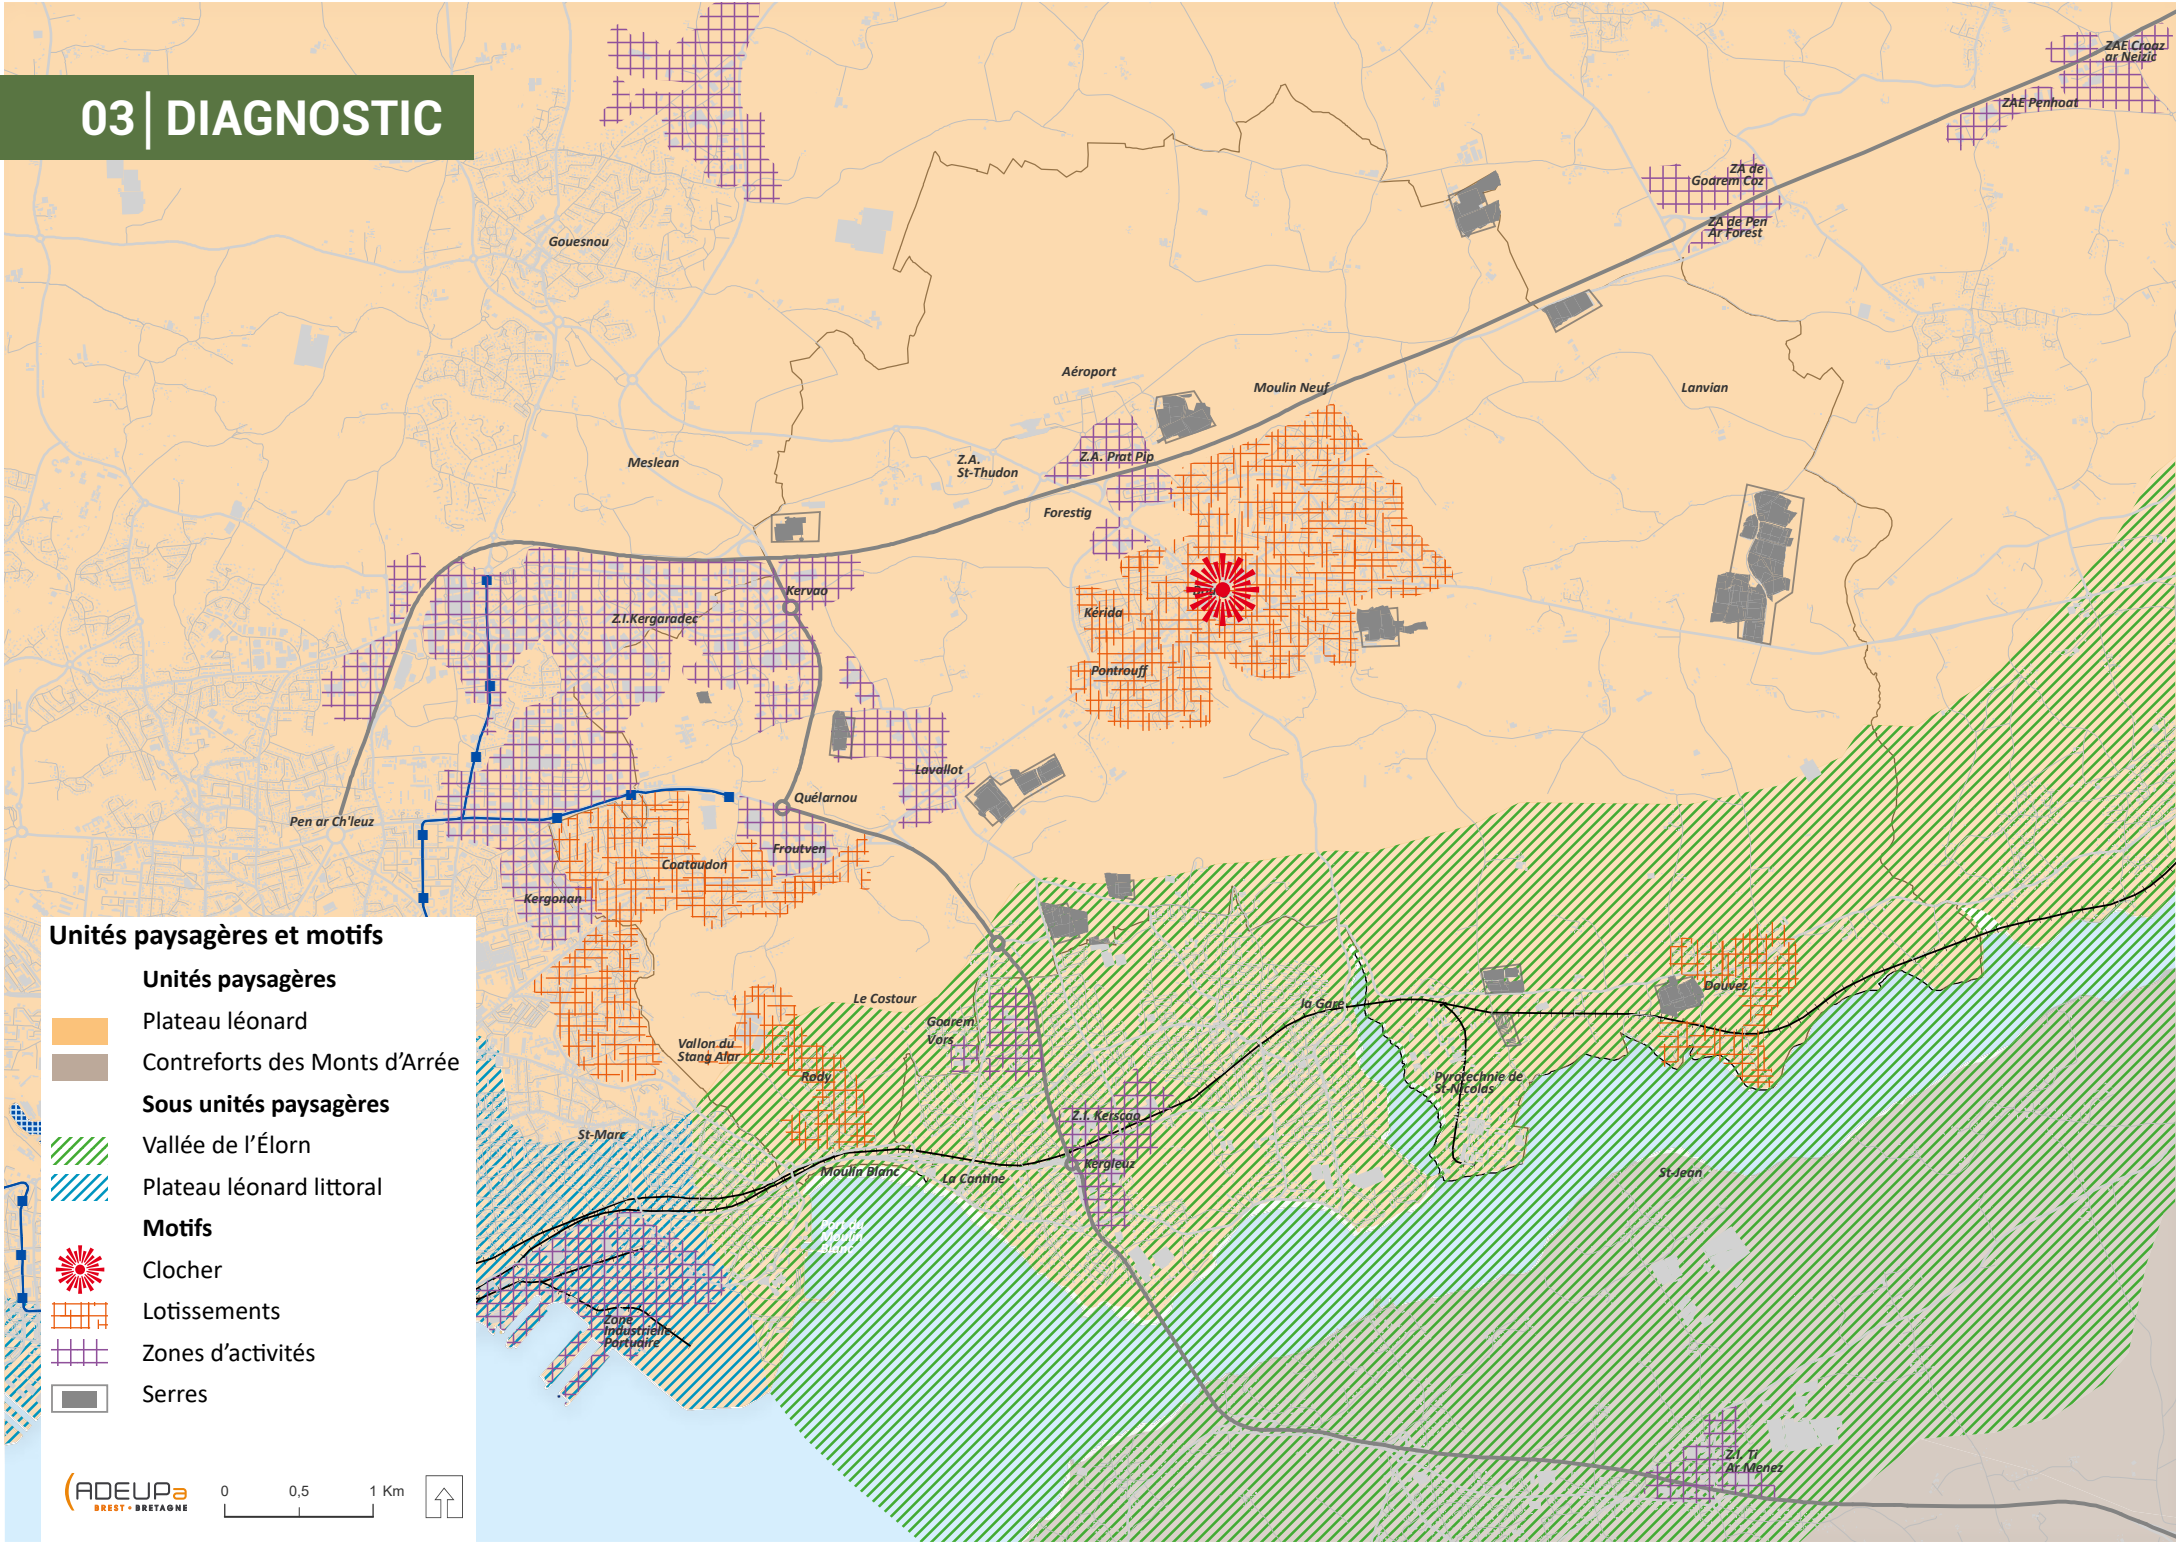 03 | DIAGNOSTIC
ZAE Croaz
ar Neizic
ZAE Penhoat
ZA de
Goarem Coz
ZA de Pen
Ar Forest
Gouesnou
Aéroport
Moulin Neuf
Lanvian
Meslean
Z.A.
St-Thudon
Z.A. Prat Pip
Forestig
Kervao
Z.I.Kergaradec
Kérida
Pontrouff
Lavallot
Quélarnou
Pen ar Ch'leuz
Froutven
Coataudon
Kergonan
Le Costour
Goarem
Vors
la Gare
Douvez
Vallon du
Stang Alar
Rody
Pyrotechnie de
St-Nicolas
Z.I. Kerscao
St-Marc
Moulin Blanc
La Cantine
Kergleuz
St-Jean
Port du
Moulin
Blanc
Zone
Industrielle
Portuaire
Z.I. Ti
Ar Menez
Unités paysagères et motifs
Unités paysagères
Plateau léonard
Contreforts des Monts d'Arrée
Sous unités paysagères
Vallée de l'Élorn
Plateau léonard littoral
Motifs
Clocher
Lotissements
Zones d'activités
Serres
ADEUPa
BREST • BRETAGNE
0 0,5 1 Km